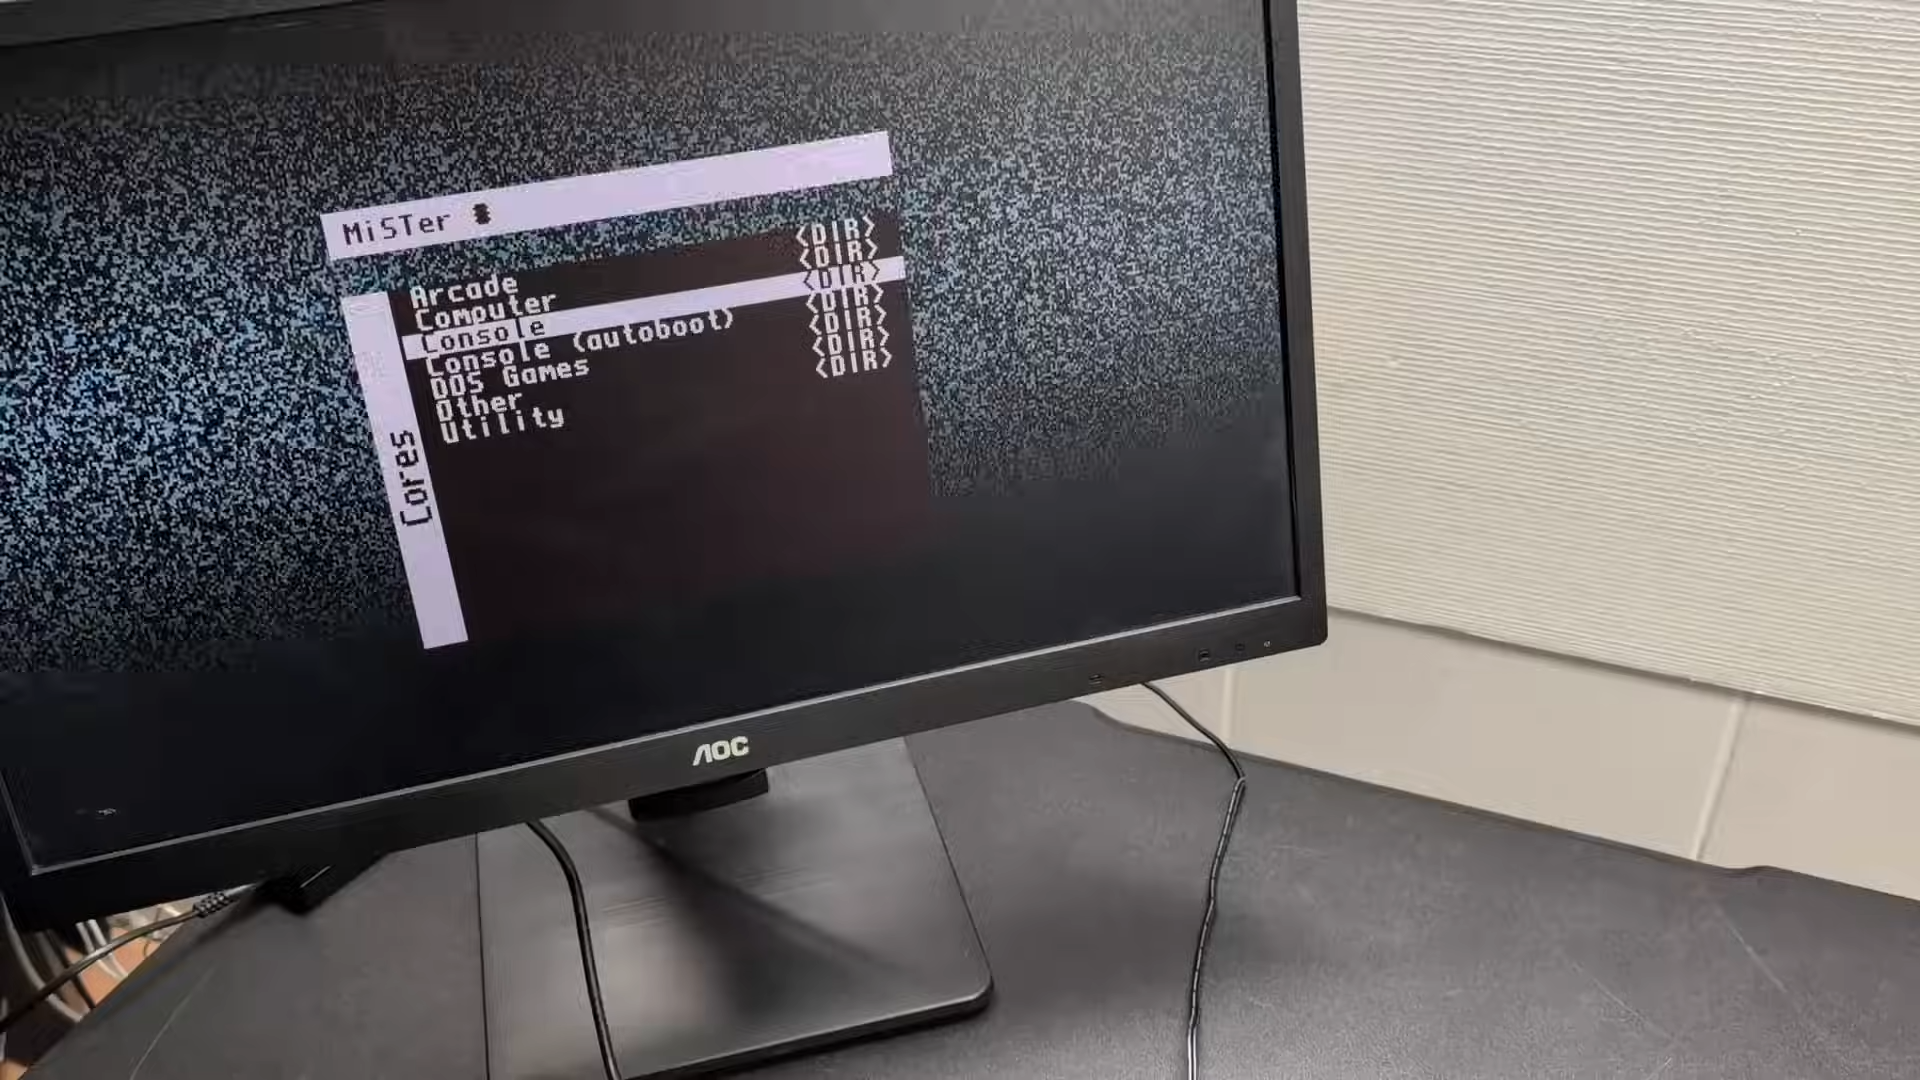 MiSTer
Arcade <DIR>
Computer <DIR>
Console <DIR>
Console (autoboot) <DIR>
DOS Games <DIR>
Other <DIR>
Utility <DIR>
Cores
AOC